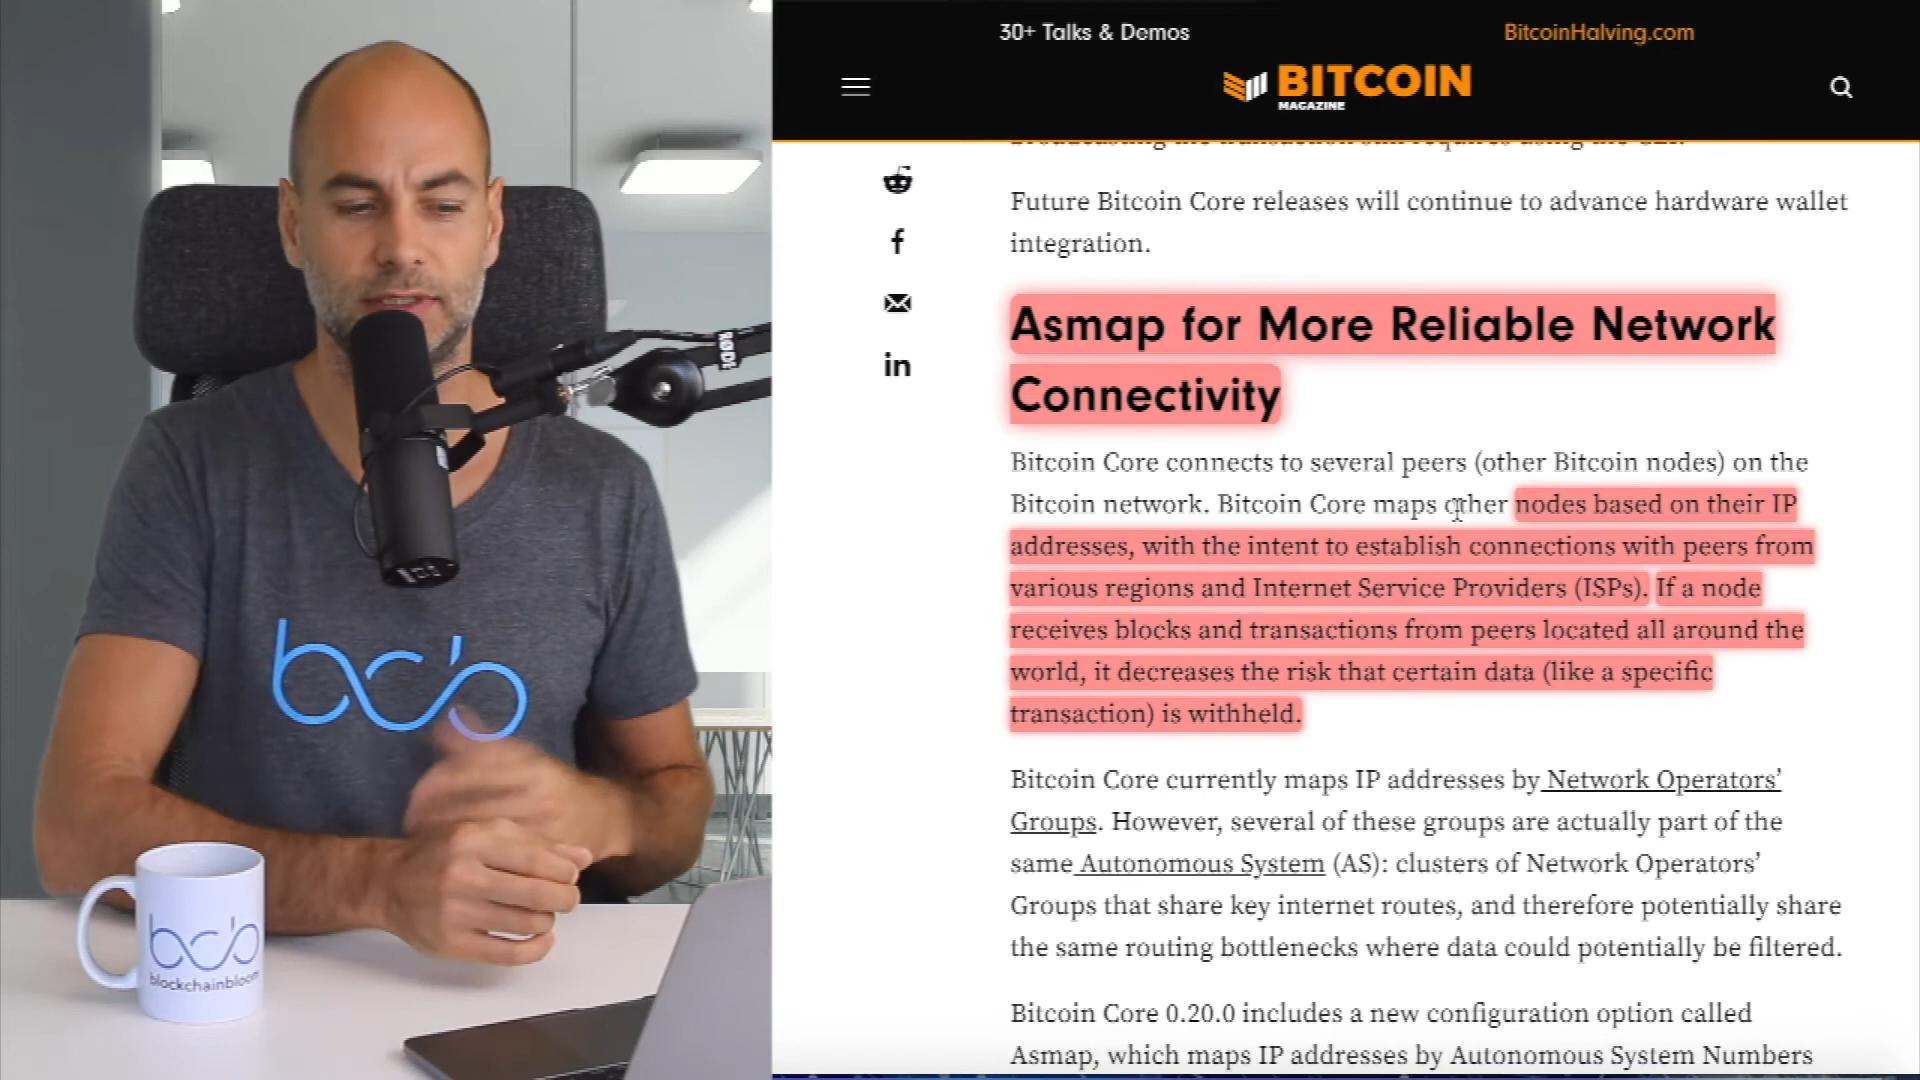 30+ Talks & Demos
BitcoinHalving.com
BITCOIN
MAGAZINE
Future Bitcoin Core releases will continue to advance hardware wallet
integration.
Asmap for More Reliable Network
Connectivity
Bitcoin Core connects to several peers (other Bitcoin nodes) on the
Bitcoin network. Bitcoin Core maps other nodes based on their IP
addresses, with the intent to establish connections with peers from
various regions and Internet Service Providers (ISPs). If a node
receives blocks and transactions from peers located all around the
world, it decreases the risk that certain data (like a specific
transaction) is withheld.
Bitcoin Core currently maps IP addresses by Network Operators’
Groups. However, several of these groups are actually part of the
same Autonomous System (AS): clusters of Network Operators’
Groups that share key internet routes, and therefore potentially share
the same routing bottlenecks where data could potentially be filtered.
Bitcoin Core 0.20.0 includes a new configuration option called
Asmap, which maps IP addresses by Autonomous System Numbers
f
in
RØDE
bcb
bcb
blockchainbloom